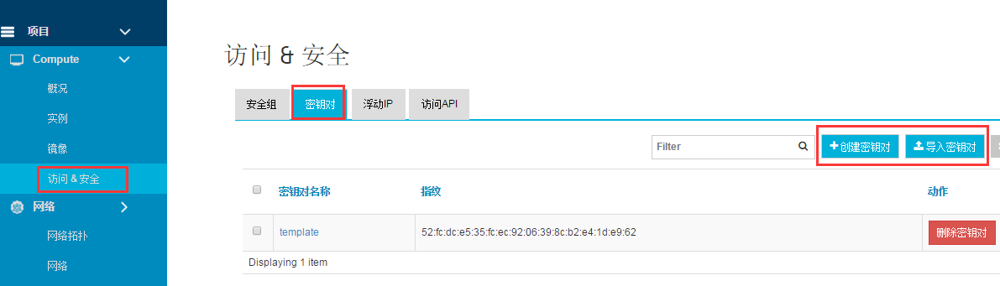 项目
Compute
概况
实例
镜像
访问 & 安全
网络
网络拓扑
网络
访问 & 安全
安全组 密钥对 浮动IP 访问API
Filter 创建密钥对 导入密钥对
密钥对名称 指纹 动作
template 52:fc:dc:e5:35:fc:ec:92:06:39:8c:b2:e4:1d:e9:62 删除密钥对
Displaying 1 item